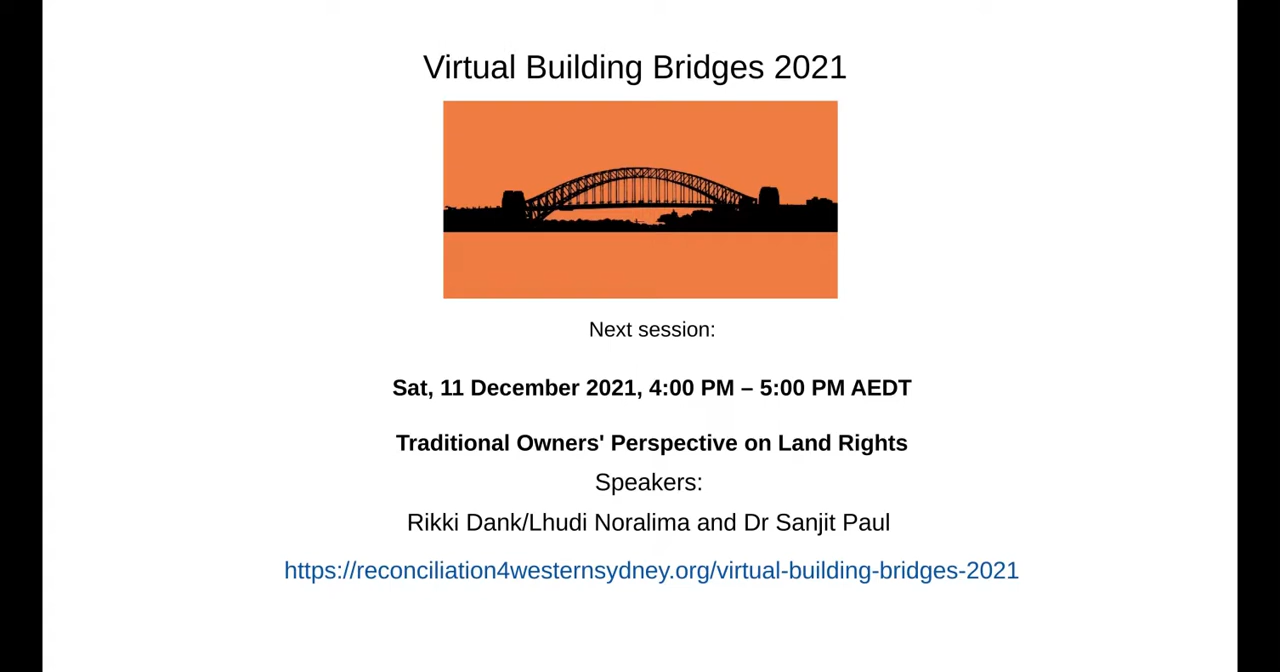 Virtual Building Bridges 2021
Next session:
Sat, 11 December 2021, 4:00 PM – 5:00 PM AEDT
Traditional Owners' Perspective on Land Rights
Speakers:
Rikki Dank/Lhudi Noralima and Dr Sanjit Paul
https://reconciliation4westernsydney.org/virtual-building-bridges-2021